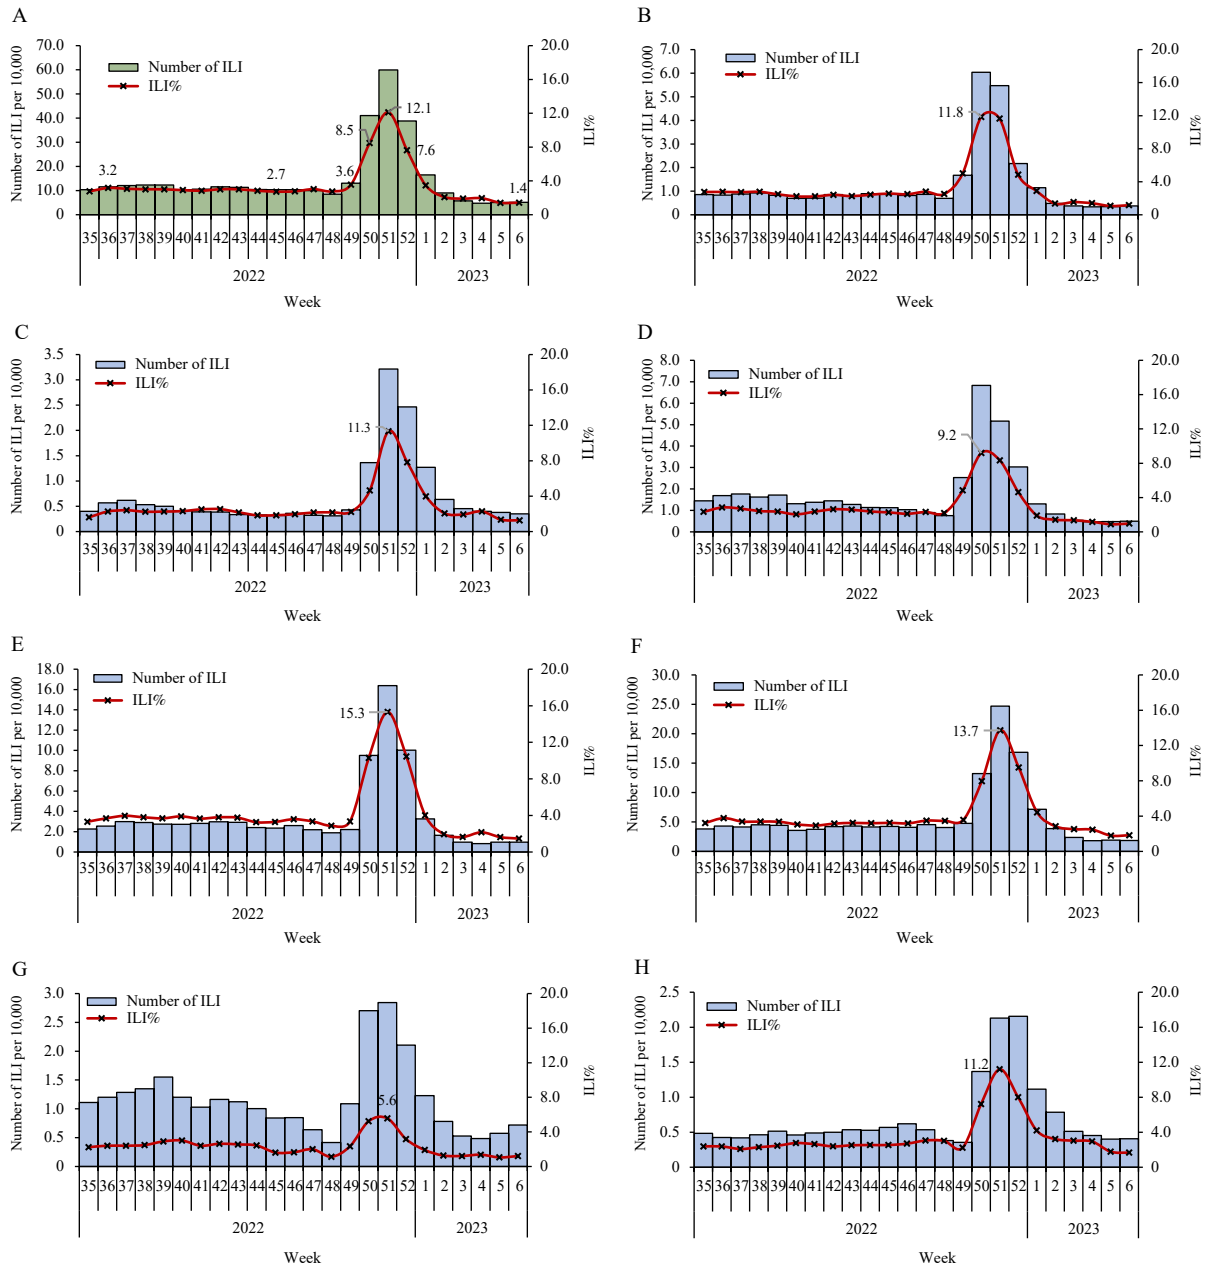 A
Number of ILI per 10,000
70.0
60.0
50.0
40.0
30.0
20.0
10.0
0
20.0
16.0
12.0
8.0
4.0
0
ILI%
Number of ILI
ILI%
3.2
2.7
3.6
8.5
12.1
7.6
1.4
35 36 37 38 39 40 41 42 43 44 45 46 47 48 49 50 51 52 1 2 3 4 5 6
2022 2023
Week
B
Number of ILI per 10,000
7.0
6.0
5.0
4.0
3.0
2.0
1.0
0
20.0
16.0
12.0
8.0
4.0
0
ILI%
Number of ILI
ILI%
11.8
35 36 37 38 39 40 41 42 43 44 45 46 47 48 49 50 51 52 1 2 3 4 5 6
2022 2023
Week
C
Number of ILI per 10,000
3.5
3.0
2.5
2.0
1.5
1.0
0.5
0
20.0
16.0
12.0
8.0
4.0
0
ILI%
Number of ILI
ILI%
11.3
35 36 37 38 39 40 41 42 43 44 45 46 47 48 49 50 51 52 1 2 3 4 5 6
2022 2023
Week
D
Number of ILI per 10,000
8.0
7.0
6.0
5.0
4.0
3.0
2.0
1.0
0
20.0
16.0
12.0
8.0
4.0
0
ILI%
Number of ILI
ILI%
9.2
35 36 37 38 39 40 41 42 43 44 45 46 47 48 49 50 51 52 1 2 3 4 5 6
2022 2023
Week
E
Number of ILI per 10,000
18.0
16.0
14.0
12.0
10.0
8.0
6.0
4.0
2.0
0
20.0
16.0
12.0
8.0
4.0
0
ILI%
Number of ILI
ILI%
15.3
35 36 37 38 39 40 41 42 43 44 45 46 47 48 49 50 51 52 1 2 3 4 5 6
2022 2023
Week
F
Number of ILI per 10,000
30.0
25.0
20.0
15.0
10.0
5.0
0
20.0
16.0
12.0
8.0
4.0
0
ILI%
Number of ILI
ILI%
13.7
35 36 37 38 39 40 41 42 43 44 45 46 47 48 49 50 51 52 1 2 3 4 5 6
2022 2023
Week
G
Number of ILI per 10,000
3.0
2.5
2.0
1.5
1.0
0.5
0
20.0
16.0
12.0
8.0
4.0
0
ILI%
Number of ILI
ILI%
5.6
35 36 37 38 39 40 41 42 43 44 45 46 47 48 49 50 51 52 1 2 3 4 5 6
2022 2023
Week
H
Number of ILI per 10,000
2.5
2.0
1.5
1.0
0.5
0
20.0
16.0
12.0
8.0
4.0
0
ILI%
Number of ILI
ILI%
11.2
35 36 37 38 39 40 41 42 43 44 45 46 47 48 49 50 51 52 1 2 3 4 5 6
2022 2023
Week